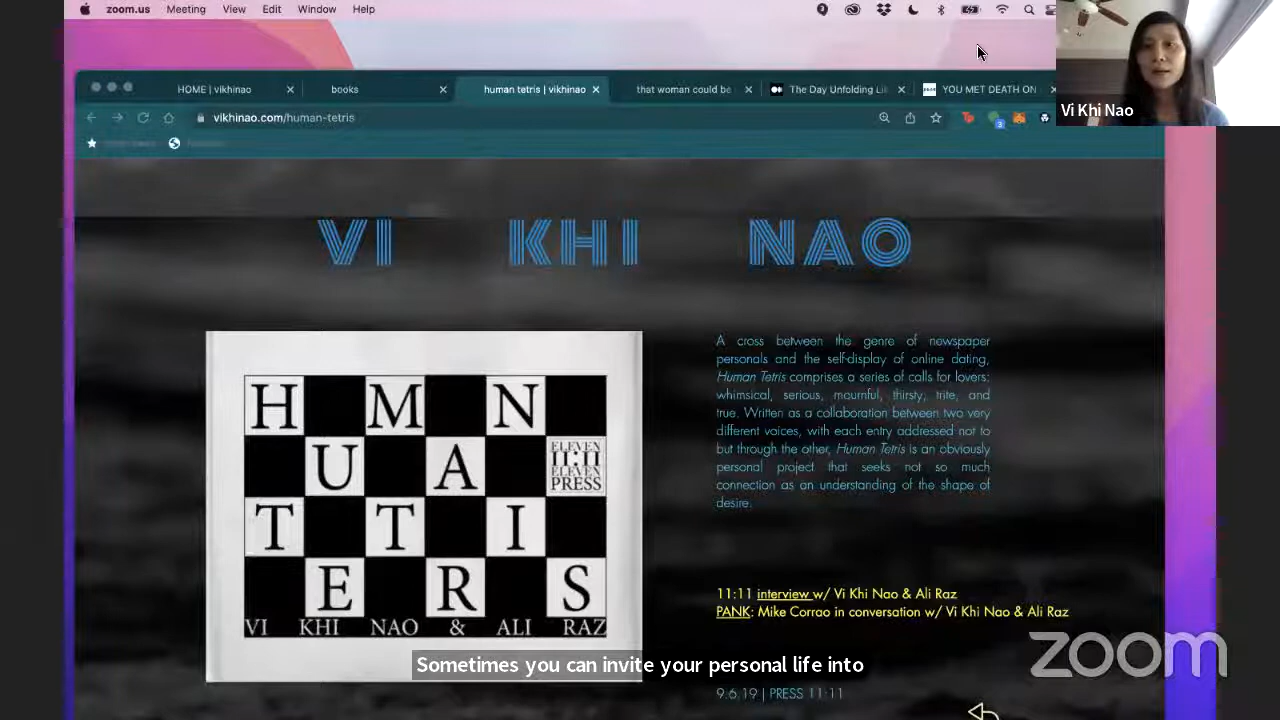 zoom.us Meeting View Edit Window Help
HOME | vikhinao
books
human tetris | vikhinao
that woman could be
The Day Unfolding Li
YOU MET DEATH ON
vikhinao.com/human-tetris
Vi Khi Nao
VI KHI NAO
H M N
U A
ELEVEN
11:11
ELEVEN
PRESS
T T I
E R S
VI KHI NAO & ALI RAZ
A cross between the genre of newspaper
personals and the self-display of online dating,
Human Tetris comprises a series of calls for lovers:
whimsical, serious, mournful, thirsty, trite, and
true. Written as a collaboration between two very
different voices, with each entry addressed not to
but through the other, Human Tetris is an obviously
personal project that seeks not so much
connection as an understanding of the shape of
desire.
11:11 interview w/ Vi Khi Nao & Ali Raz
PANK: Mike Corrao in conversation w/ Vi Khi Nao & Ali Raz
9.6.19 | PRESS 11:11
Sometimes you can invite your personal life into
zoom